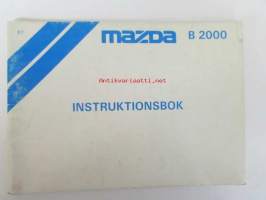 mazda B 2000
Antikvariaatti.net
INSTRUKTIONSBOK